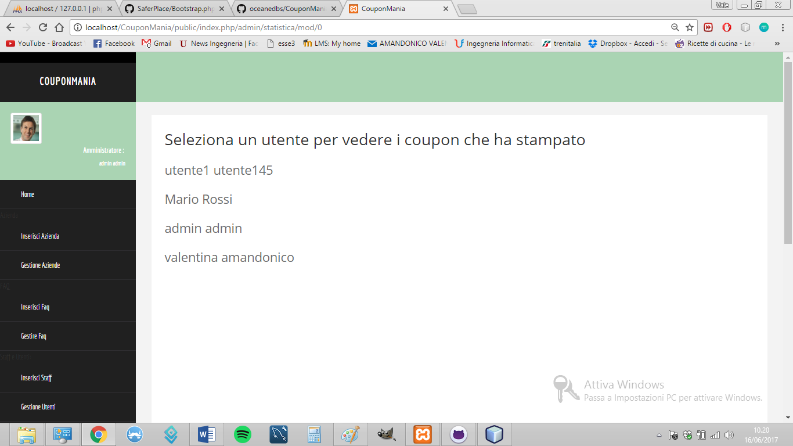 localhost / 127.0.0.1 | ph
SaferPlace/Bootstrap.ph
oceanedbs/CouponMan
CouponMania
localhost/CouponMania/public/index.php/admin/statistica/mod/0
YouTube - Broadcast
Facebook
Gmail
News Ingegneria | Fac
esse3
LMS: My home
AMANDONICO VALE
Ingegneria Informatic
trenitalia
Dropbox - Accedi - S
Ricette di cucina - Le
»
COUPONMANIA
Amministratore :
admin admin
Home
Inserisci Azienda
Gestione Aziende
Inserisci Faq
Gestire Faq
Inserisci Staff
Gestione Utenti
Seleziona un utente per vedere i coupon che ha stampato
utente1 utente145
Mario Rossi
admin admin
valentina amandonico
Attiva Windows
Passa a Impostazioni PC per attivare Windows.
10:20
16/06/2017